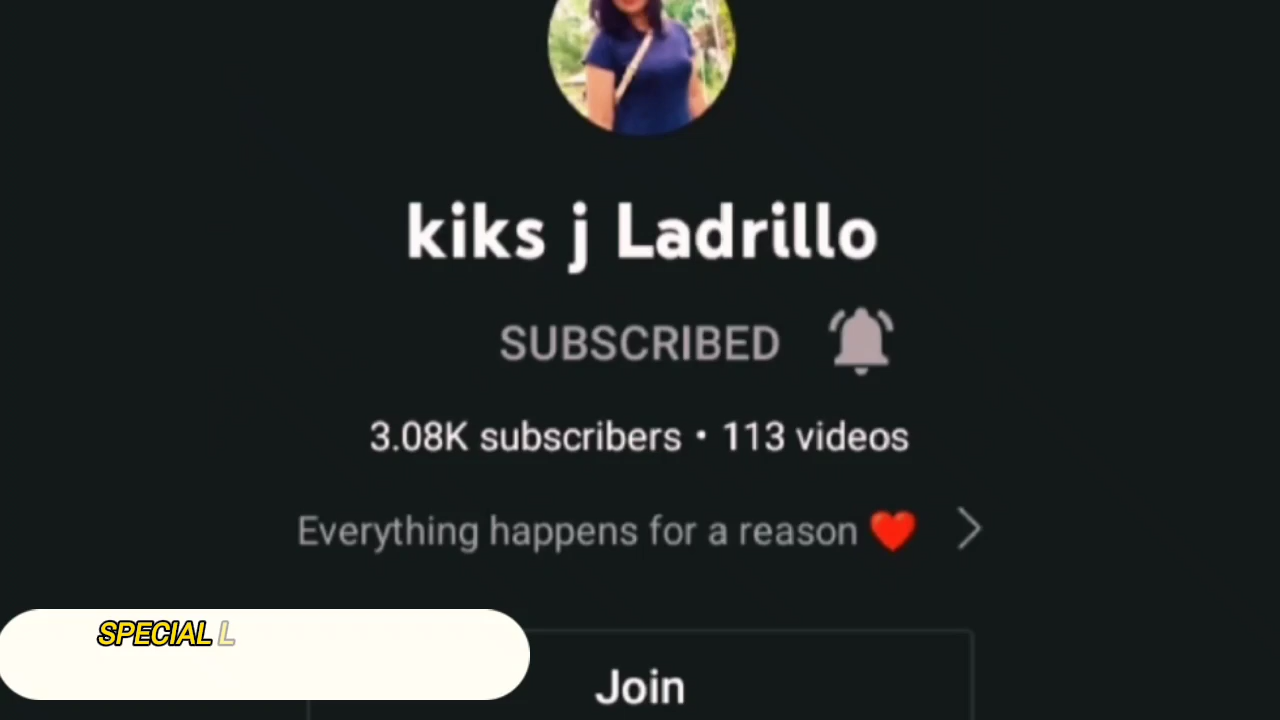 kiks j Ladrillo
SUBSCRIBED
3.08K subscribers • 113 videos
Everything happens for a reason ❤️
SPECIAL L
Join